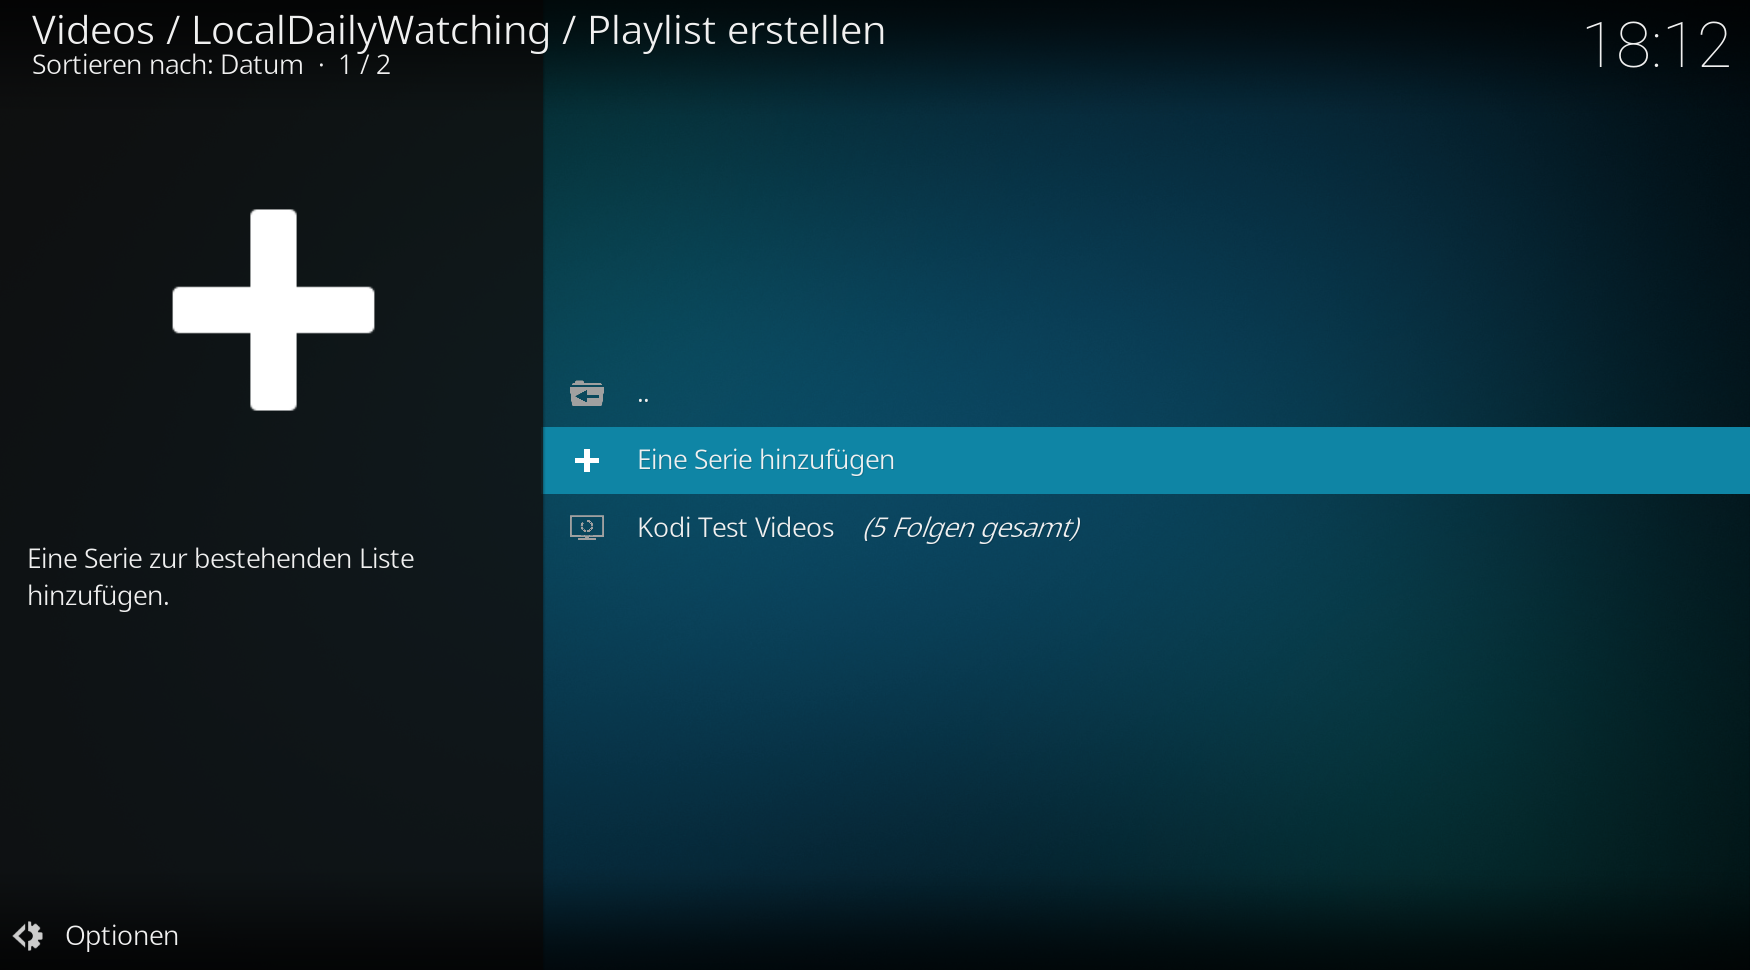 Videos / LocalDailyWatching / Playlist erstellen
Sortieren nach: Datum · 1 / 2
18:12
..
Eine Serie hinzufügen
Kodi Test Videos (5 Folgen gesamt)
Eine Serie zur bestehenden Liste
hinzufügen.
Optionen